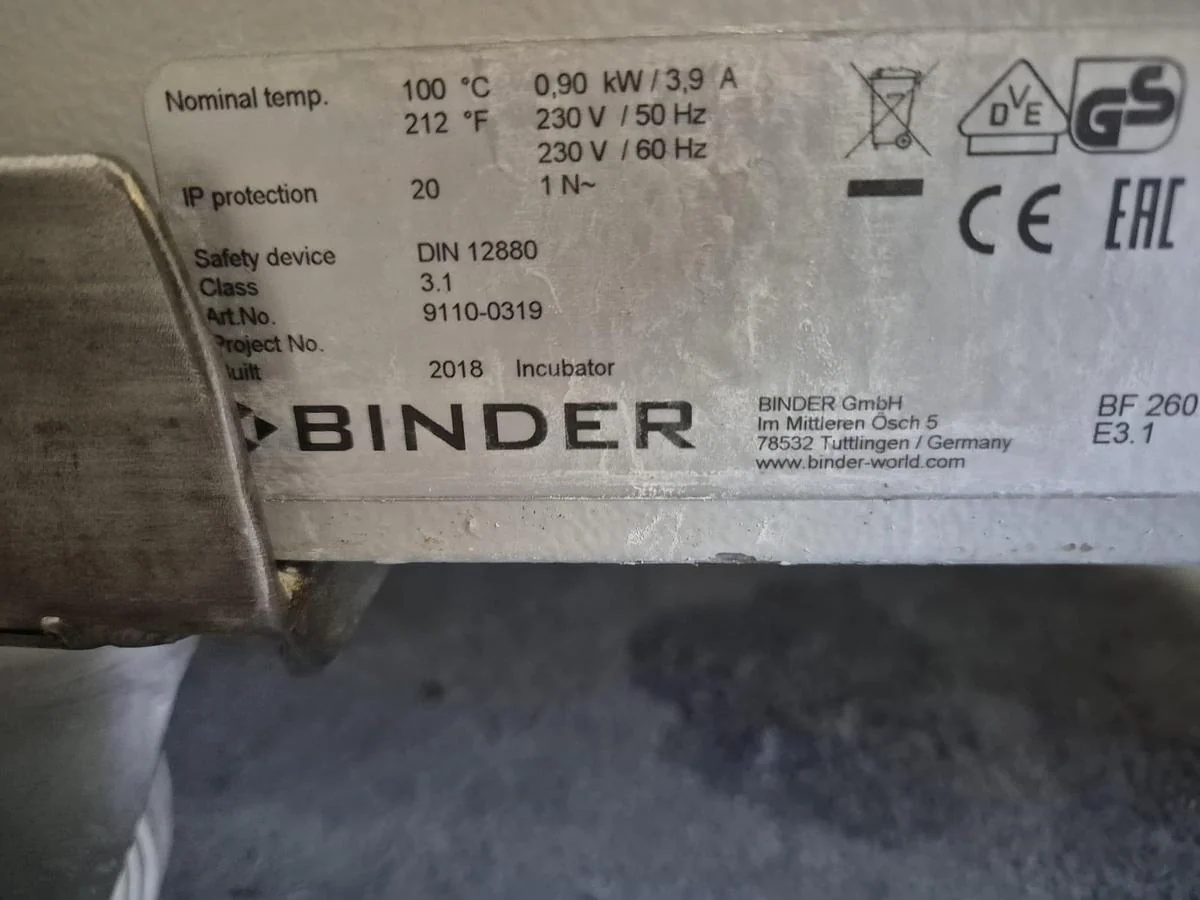 Nominal temp. 100 °C 0,90 kW / 3,9 A
212 °F 230 V / 50 Hz
230 V / 60 Hz
IP protection 20 1 N~
Safety device DIN 12880
Class 3.1
Art.No. 9110-0319
Project No.
Built 2018 Incubator
DVE
GS
CE
EAC
BINDER
BINDER GmbH
Im Mittleren Ösch 5
78532 Tuttlingen / Germany
www.binder-world.com
BF 260
E3.1